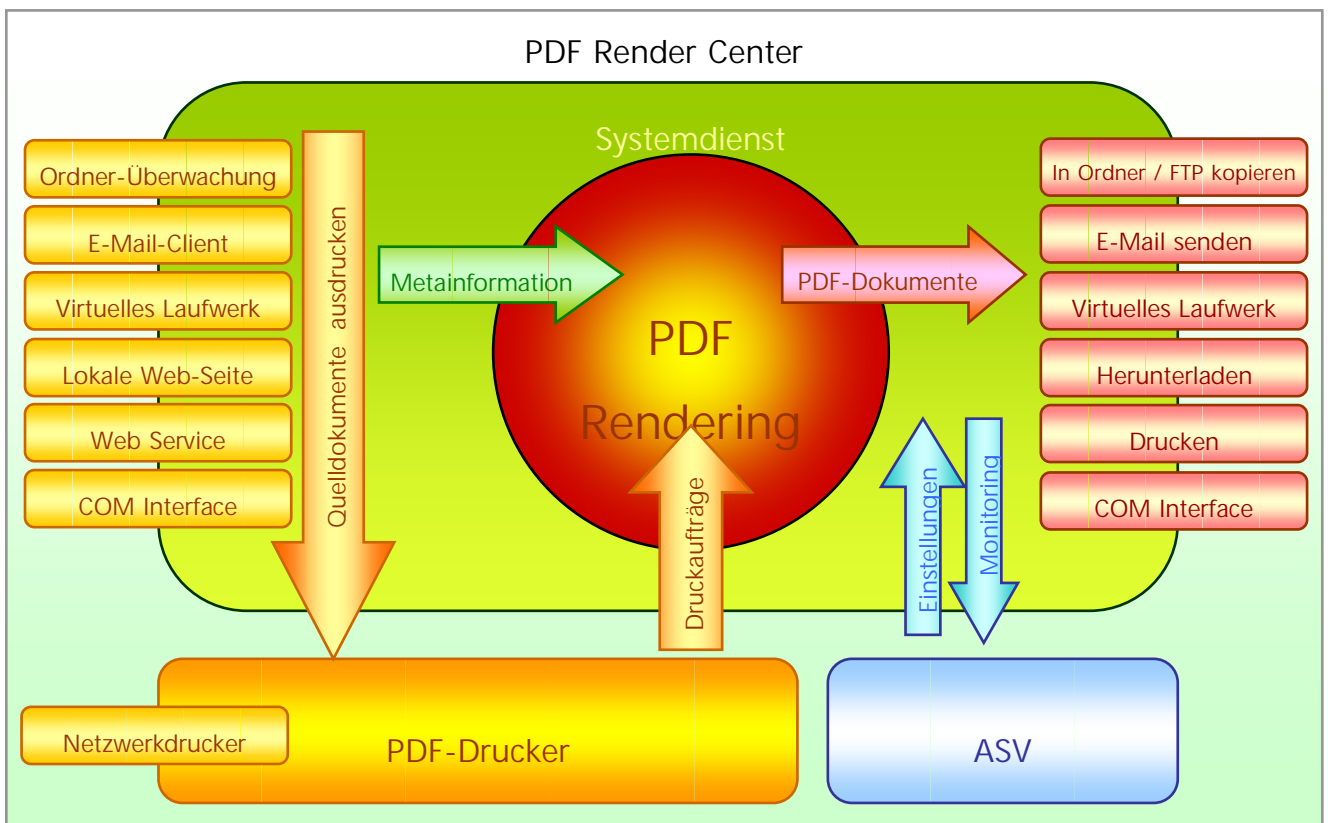 PDF Render Center
Systemdienst
Ordner-Überwachung
E-Mail-Client
Virtuelles Laufwerk
Lokale Web-Seite
Web Service
COM Interface
Quelldokumente ausdrucken
Metainformation
PDF
Rendering
PDF-Dokumente
In Ordner / FTP kopieren
E-Mail senden
Virtuelles Laufwerk
Herunterladen
Drucken
COM Interface
Druckaufträge
Einstellungen
Monitoring
Netzwerkdrucker
PDF-Drucker
ASV